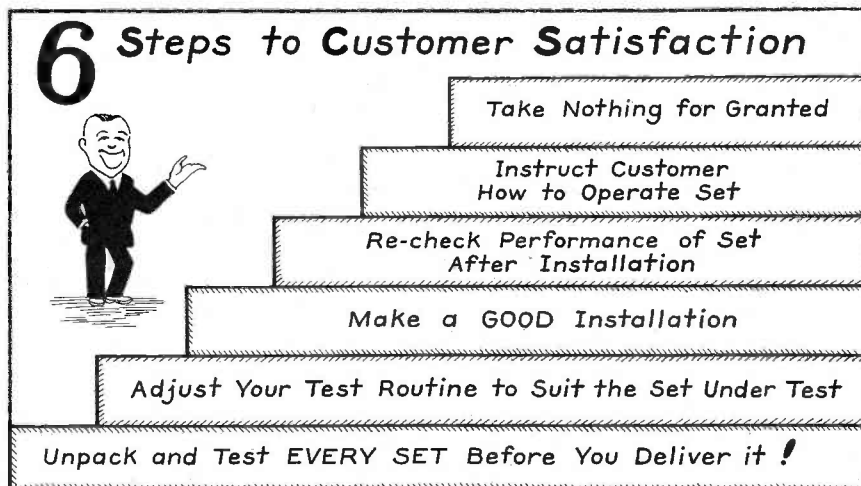 6 Steps to Customer Satisfaction
Take Nothing for Granted
Instruct Customer
How to Operate Set
Re-check Performance of Set
After Installation
Make a GOOD Installation
Adjust Your Test Routine to Suit the Set Under Test
Unpack and Test EVERY SET Before You Deliver it !